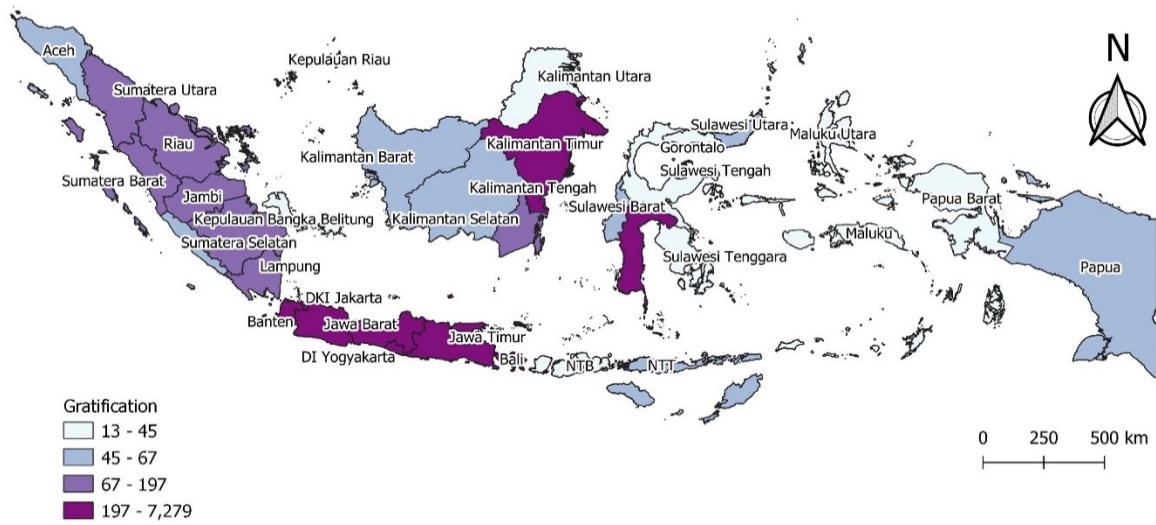 N
Aceh
Kepulauan Riau
Kalimantan Utara
Sumatera Utara
Sulawesi Utara
Maluku Utara
Riau
Kalimantan Timur
Gorontalo
Kalimantan Barat
Sulawesi Tengah
Sumatera Barat
Kalimantan Tengah
Jambi
Papua Barat
Sulawesi Barat
Kepulauan Bangka Belitung
Kalimantan Selatan
Maluku
Sumatera Selatan
Sulawesi Tenggara
Lampung
Papua
DKI Jakarta
Banten
Jawa Barat
Jawa Timur
DI Yogyakarta
Bali
NTB
NTT
Gratification
13 - 45
45 - 67
67 - 197
197 - 7,279
0 250 500 km